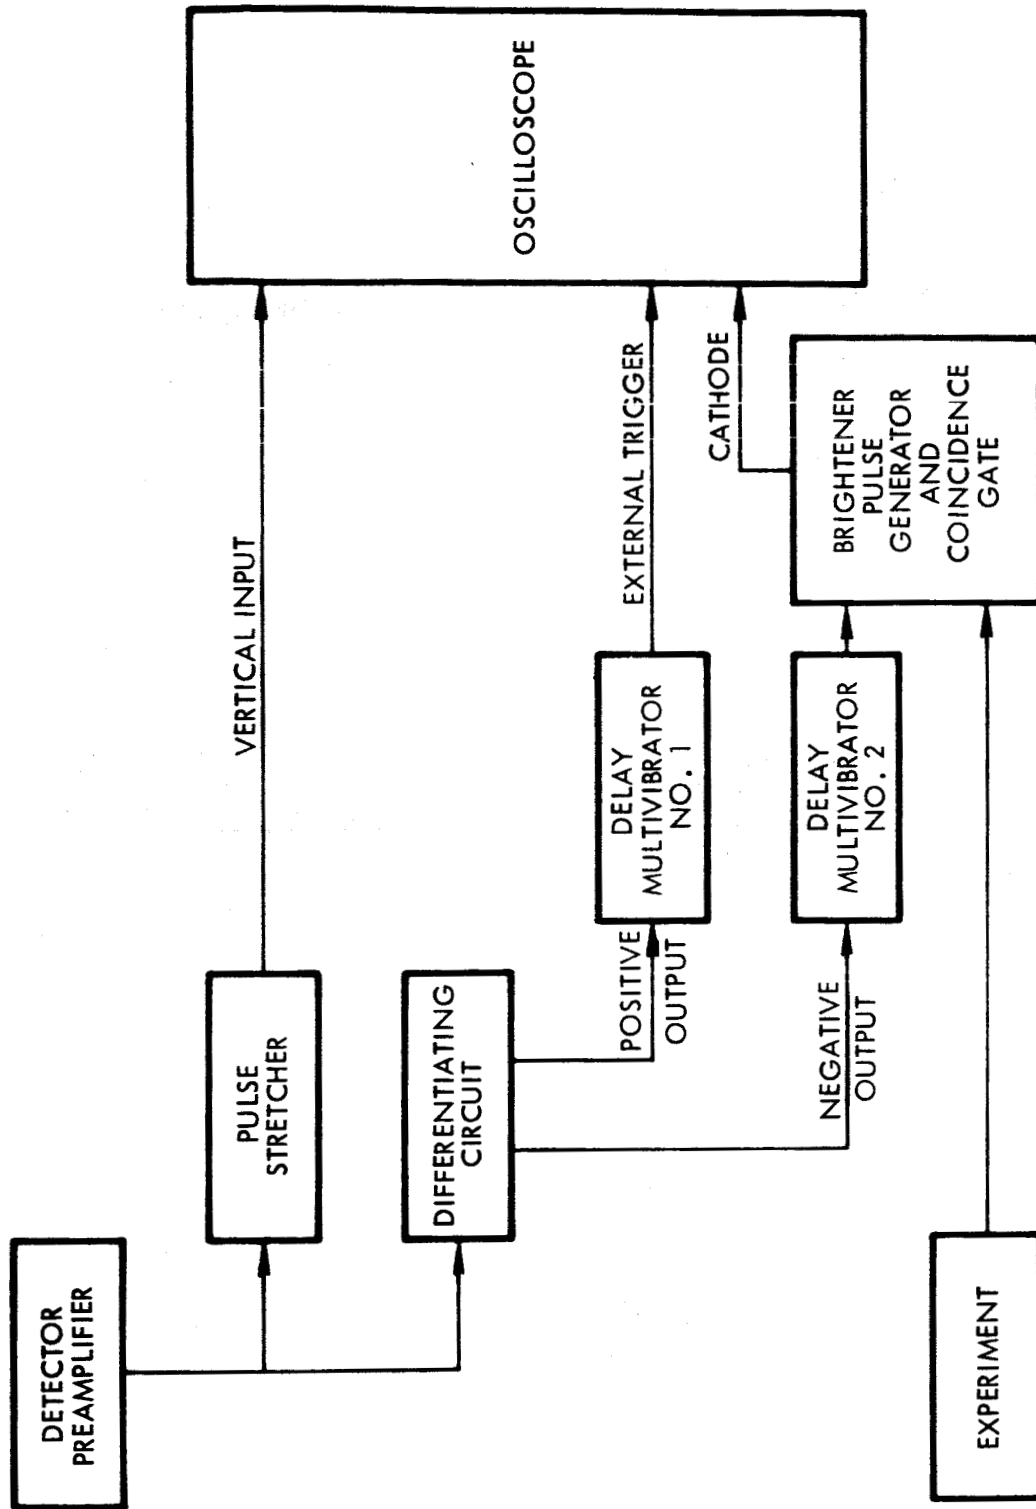 DETECTOR
PREAMPLIFIER
PULSE
STRETCHER
VERTICAL INPUT
OSCILLOSCOPE
DIFFERENTIATING
CIRCUIT
POSITIVE
OUTPUT
DELAY
MULTIVIBRATOR
NO. 1
EXTERNAL TRIGGER
NEGATIVE
OUTPUT
DELAY
MULTIVIBRATOR
NO. 2
CATHODE
BRIGHTENER
PULSE
GENERATOR
AND
COINCIDENCE
GATE
EXPERIMENT